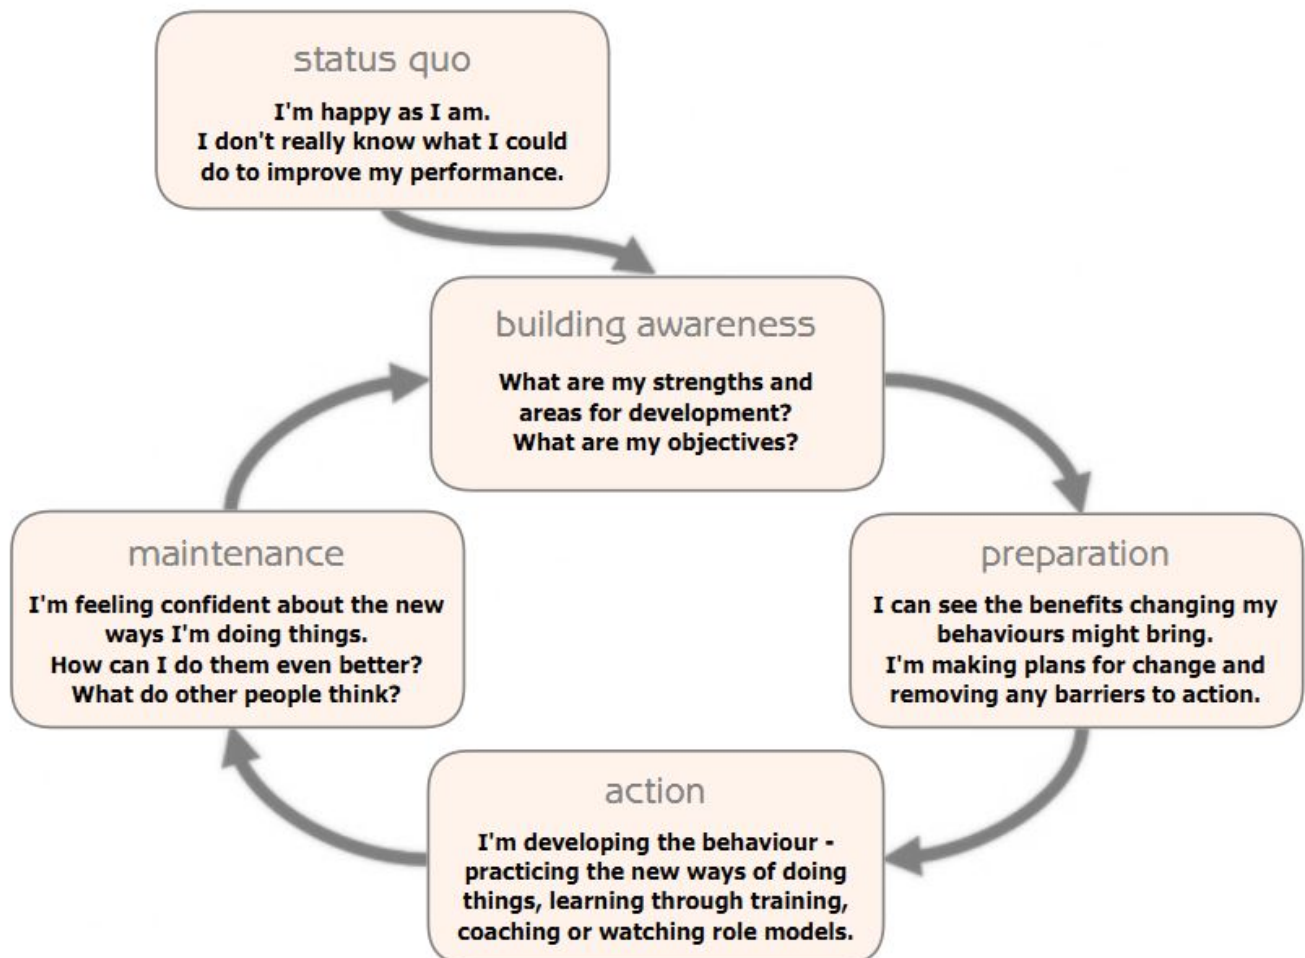 status quo
I'm happy as I am.
I don't really know what I could
do to improve my performance.
building awareness
What are my strengths and
areas for development?
What are my objectives?
maintenance
I'm feeling confident about the new
ways I'm doing things.
How can I do them even better?
What do other people think?
preparation
I can see the benefits changing my
behaviours might bring.
I'm making plans for change and
removing any barriers to action.
action
I'm developing the behaviour -
practicing the new ways of doing
things, learning through training,
coaching or watching role models.